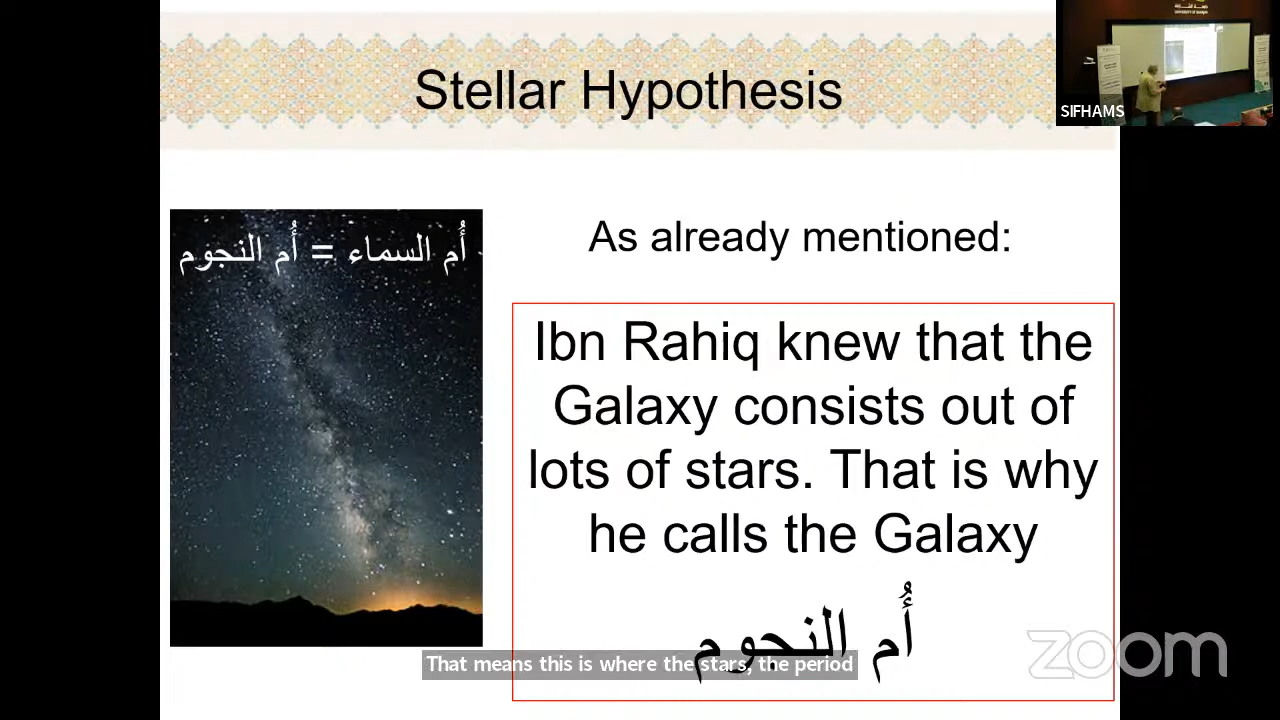 Stellar Hypothesis
SIFHAMS
أُم السماء = أُم النجوم
As already mentioned:
Ibn Rahiq knew that the
Galaxy consists out of
lots of stars. That is why
he calls the Galaxy
أُم النجوم
That means this is where the stars, the period
zoom